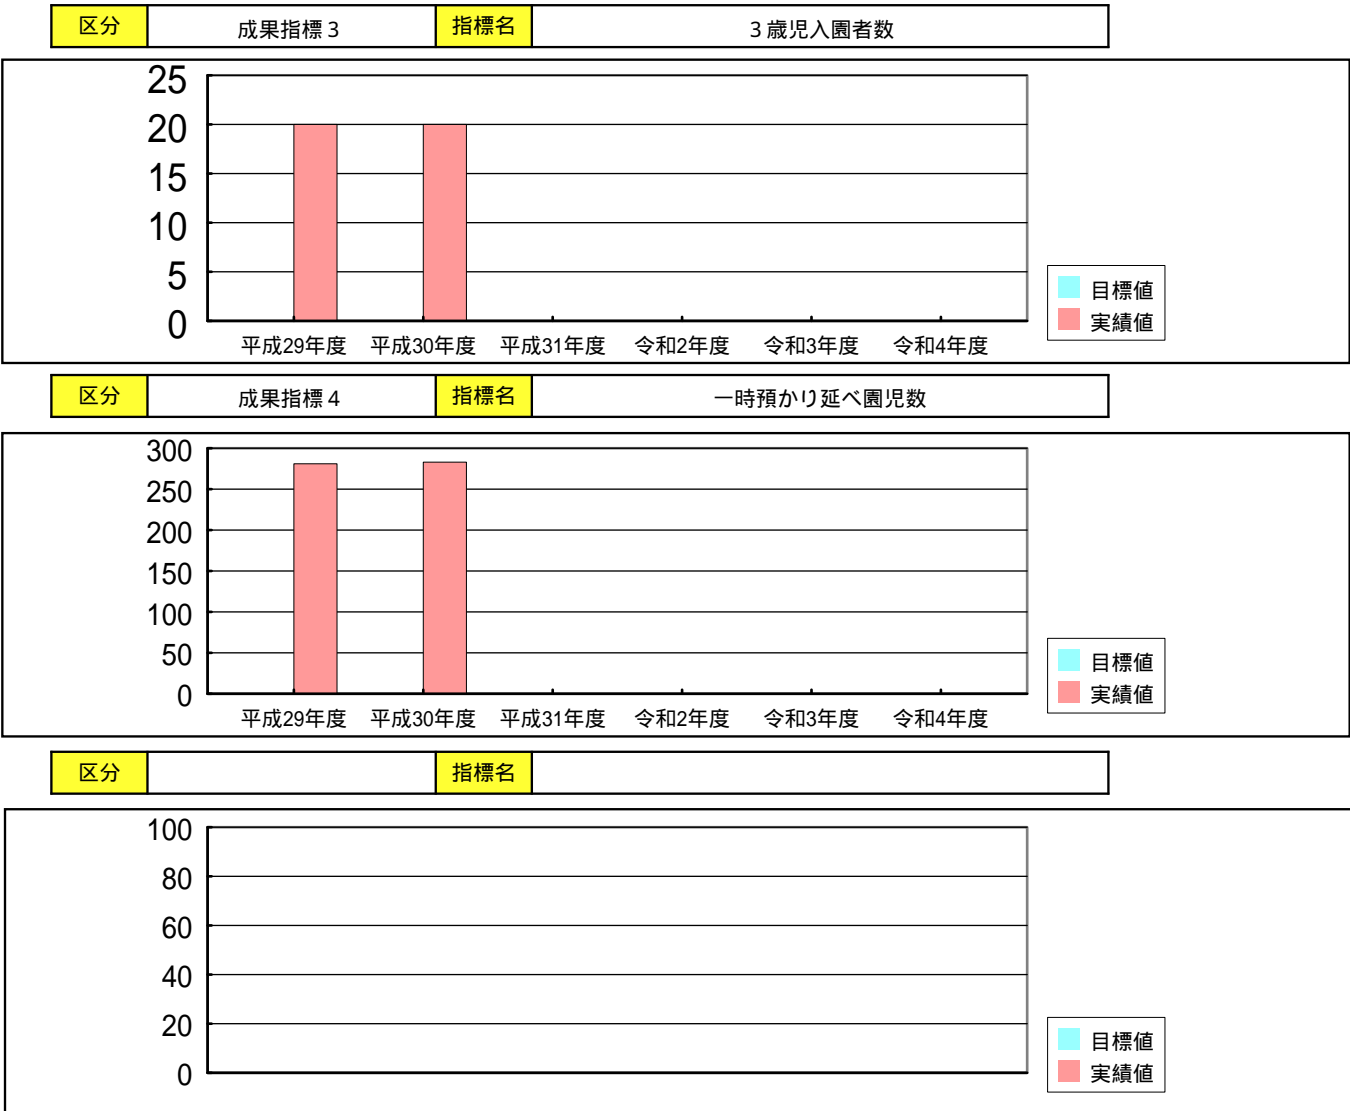 区分 成果指標３ 指標名 ３歳児入園者数
25
20
15
10
5
0
平成29年度 平成30年度 平成31年度 令和2年度 令和3年度 令和4年度
目標値
実績値
区分 成果指標４ 指標名 一時預かり延べ園児数
300
250
200
150
100
50
0
平成29年度 平成30年度 平成31年度 令和2年度 令和3年度 令和4年度
目標値
実績値
区分 指標名
100
80
60
40
20
0
目標値
実績値